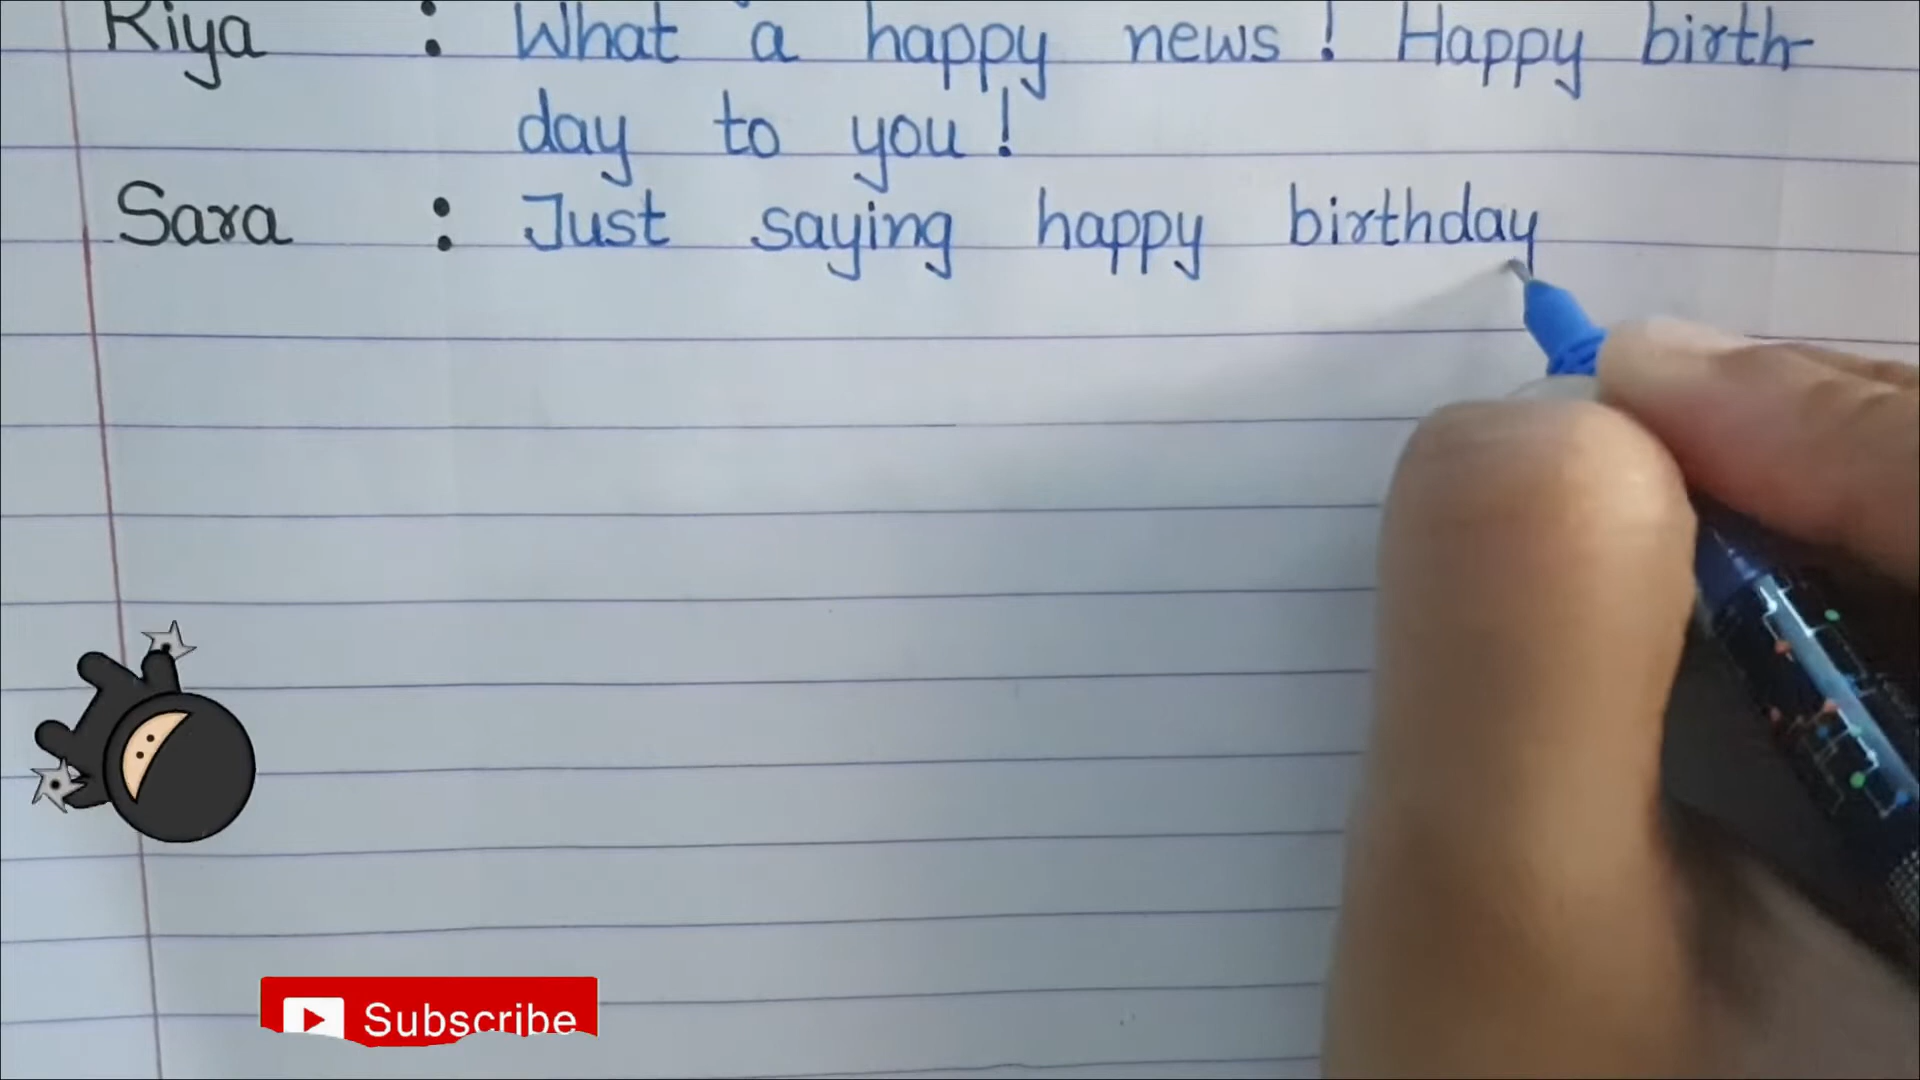 Riya : What a happy news! Happy birth-
day to you!
Sara : Just saying happy birthday
Subscribe